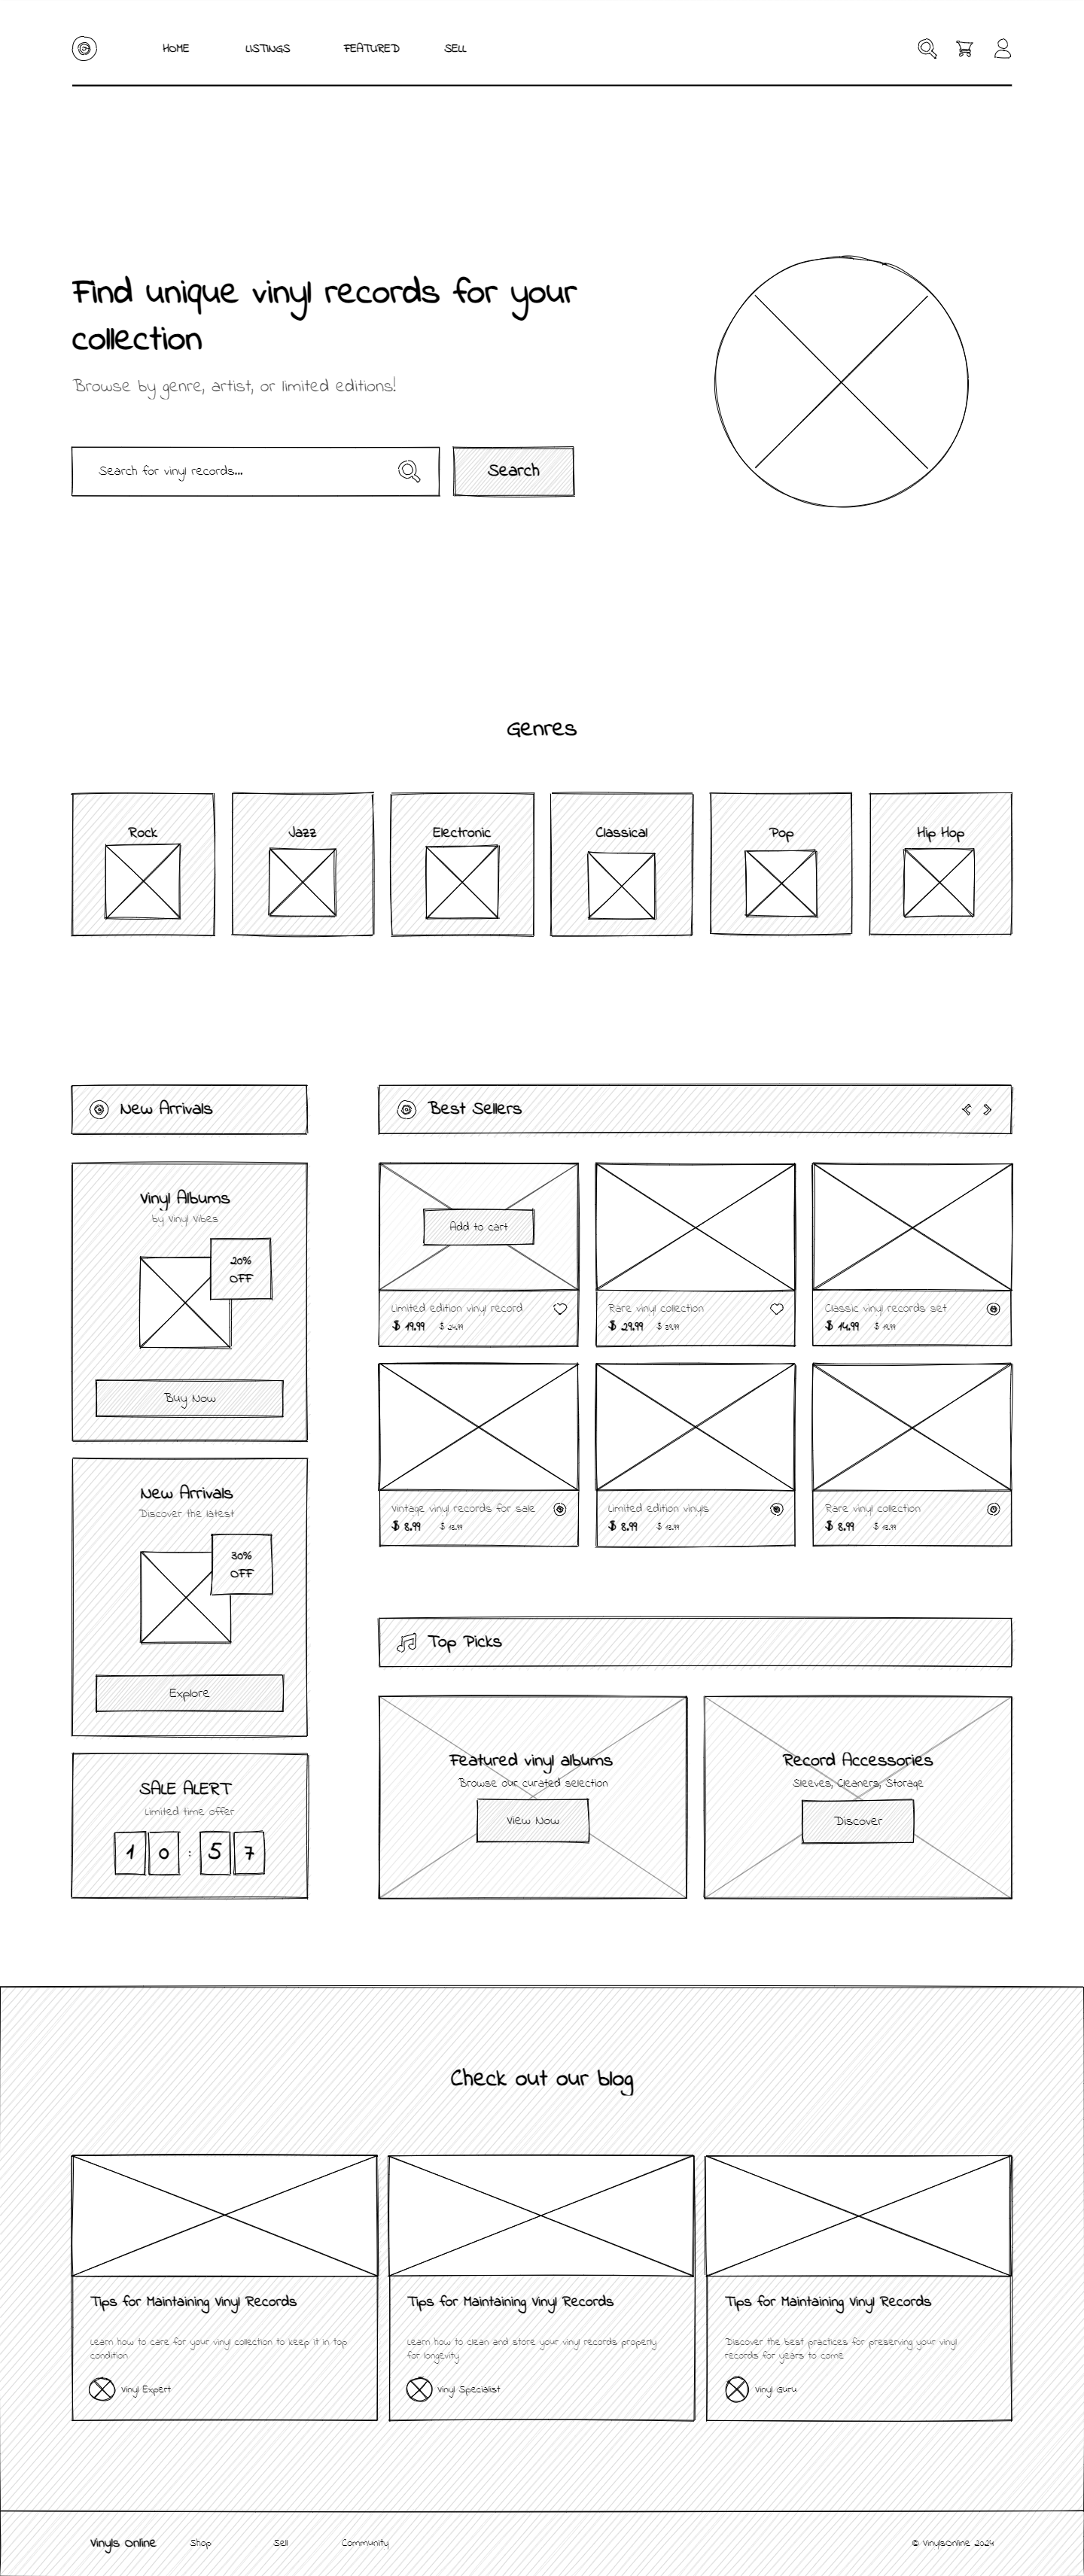 HOME LISTINGS FEATURED SELL
Find unique vinyl records for your
collection
Browse by genre, artist, or limited editions!
Search for vinyl records...
Search
Genres
Rock
Jazz
Electronic
Classical
Pop
Hip Hop
New Arrivals
Vinyl Albums
by Vinyl Vibes
20%
OFF
Buy Now
New Arrivals
Discover the latest
30%
OFF
Explore
SALE ALERT
Limited time offer
10:57
Best Sellers
Add to cart
Limited edition vinyl record
$ 19.99 $ 24.99
Rare vinyl collection
$ 29.99 $ 39.99
Classic vinyl records set
$ 14.99 $ 19.99
Vintage vinyl records for sale
$ 8.99 $ 13.99
Limited edition vinyls
$ 8.99 $ 13.99
Rare vinyl collection
$ 8.99 $ 13.99
Top Picks
Featured vinyl albums
Browse our curated selection
View Now
Record Accessories
Sleeves, Cleaners, Storage
Discover
Check out our blog
Tips for Maintaining Vinyl Records
Learn how to care for your vinyl collection to keep it in top
condition
Vinyl Expert
Tips for Maintaining Vinyl Records
Learn how to clean and store your vinyl records properly
for longevity
Vinyl Specialist
Tips for Maintaining Vinyl Records
Discover the best practices for preserving your vinyl
records for years to come
Vinyl Guru
Vinyls Online Shop Sell Community © VinylsOnline 2024